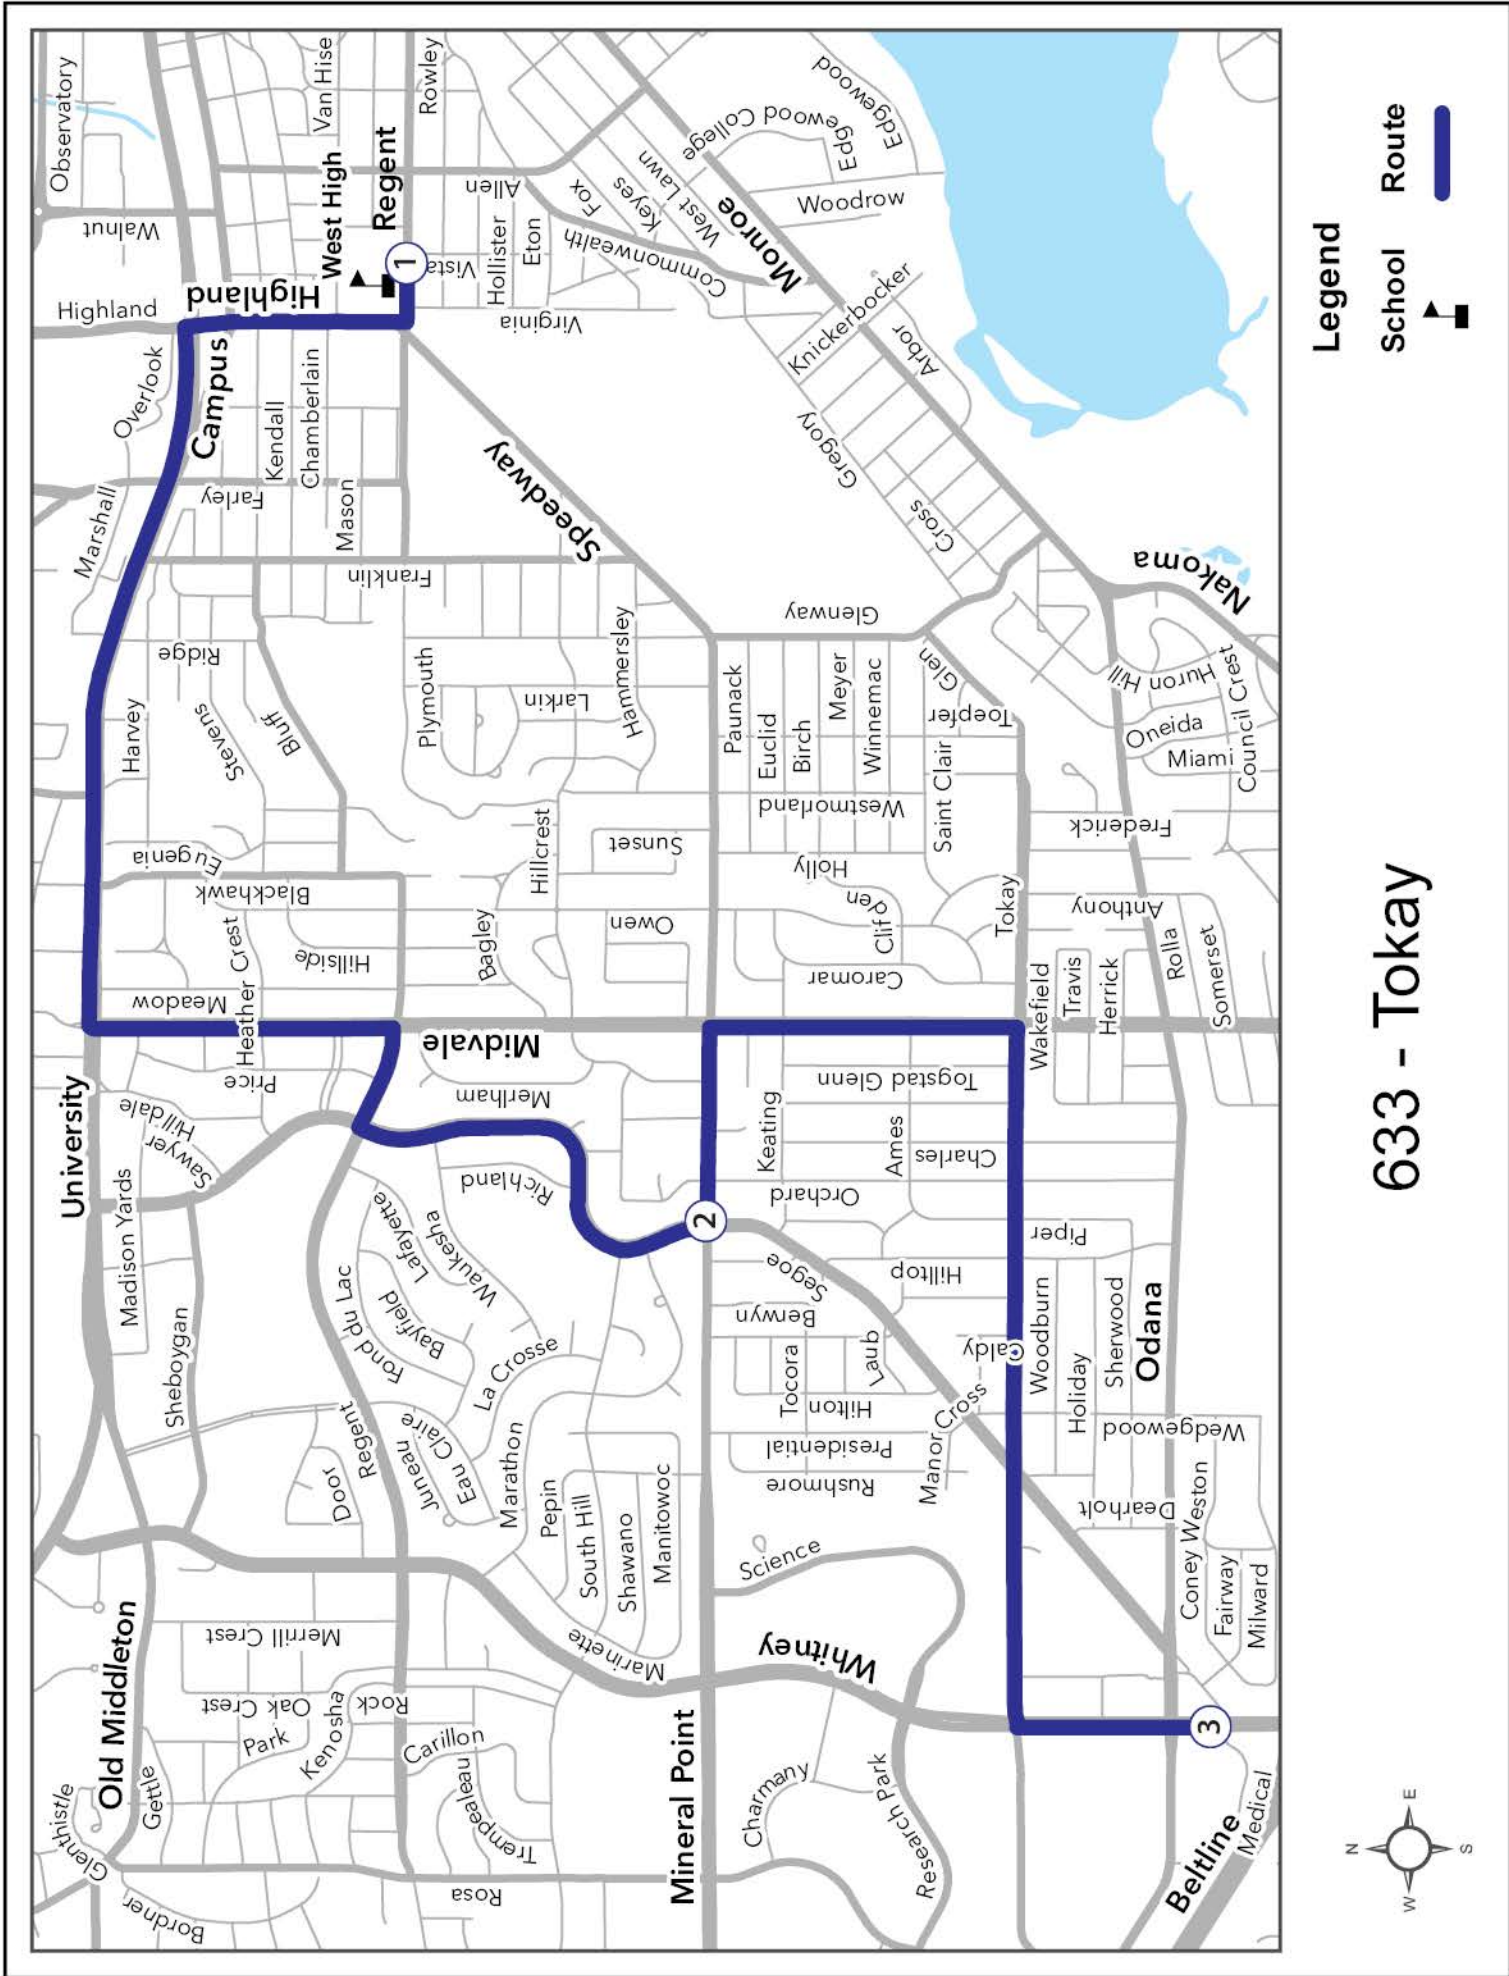 Observatory
Walnut
Highland
Highland
Van Hise
West High
Regent
Rowley
Allen
Vista
Hollister
Eton
Virginia
Fox
Keyes
West Lawn
Commonwealth
Monroe
Edgewood College
Edgewood
Edgewood
Woodrow
Knickerbocker
Arbor
Gregory
Cross
1
Overlook
Campus
Marshall
Farley
Kendall
Chamberlain
Mason
Franklin
Speedway
Glenway
Nakoma
Ridge
Harvey
Stevens
Bluff
Plymouth
Larkin
Hammersley
Paunack
Euclid
Birch
Meyer
Winnemac
Glen
Toepfer
Saint Clair
Westmorland
Huron Hill
Oneida
Miami
Council Crest
Frederick
Eugenia
Blackhawk
Hillcrest
Sunset
Holly
Clifden
Tokay
Anthony
Heather Crest
Hillside
Bagley
Owen
Caromar
Meadow
Wakefield
Travis
Herrick
Rolla
Somerset
University
Price
Midvale
Merlham
Keating
Togstad Glenn
Hilldale
Sawyer
Madison Yards
Richland
Ames
Charles
Orchard
2
Lafayette
Waukesha
Segoe
Hilltop
Piper
Sheboygan
Fond du Lac
Bayfield
La Crosse
Berwyn
Tocora
Laub
Caldy
Woodburn
Holiday
Sherwood
Odana
Hilton
Manor Cross
Wedgewood
Regent
Door
Juneau
Eau Claire
Marathon
Presidential
Rushmore
Dearholt
Pepin
South Hill
Shawano
Manitowoc
Science
Coney Weston
Fairway
Milward
Old Middleton
Merrill Crest
Marinette
Whitney
Oak Crest
Park
Kenosha
Rock
Carillon
Mineral Point
3
Gettle
Glenthistle
Trempealeau
Charmany
Research Park
Beltline
Medical
Bordner
Rosa
Legend
School
Route
633 - Tokay
N
W
E
S